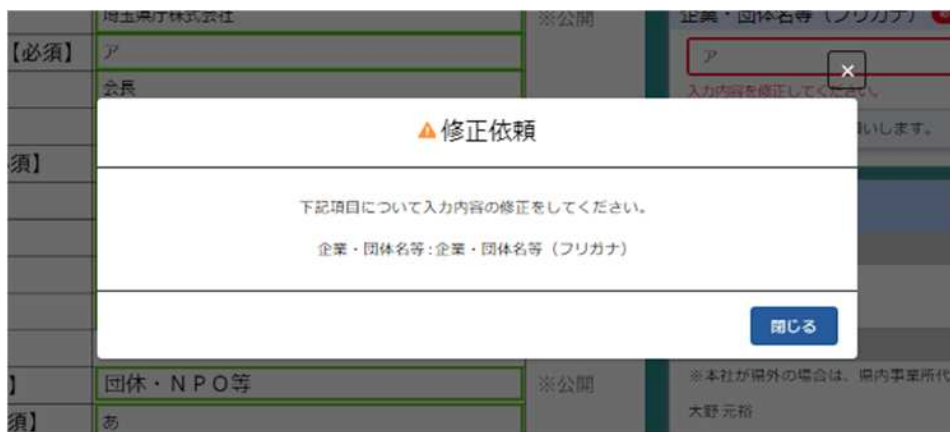 埼玉県庁株式会社
※公開
企業・団体名等（フリガナ）
【必須】
ア
ア
会長
入力内容を修正してください。
修正依頼
いします。
須】
下記項目について入力内容の修正をしてください。
企業・団体名等:企業・団体名等（フリガナ）
閉じる
】
団体・ＮＰＯ等
※公開
※本社が県外の場合は、県内事業所代
須】
あ
大野 元裕